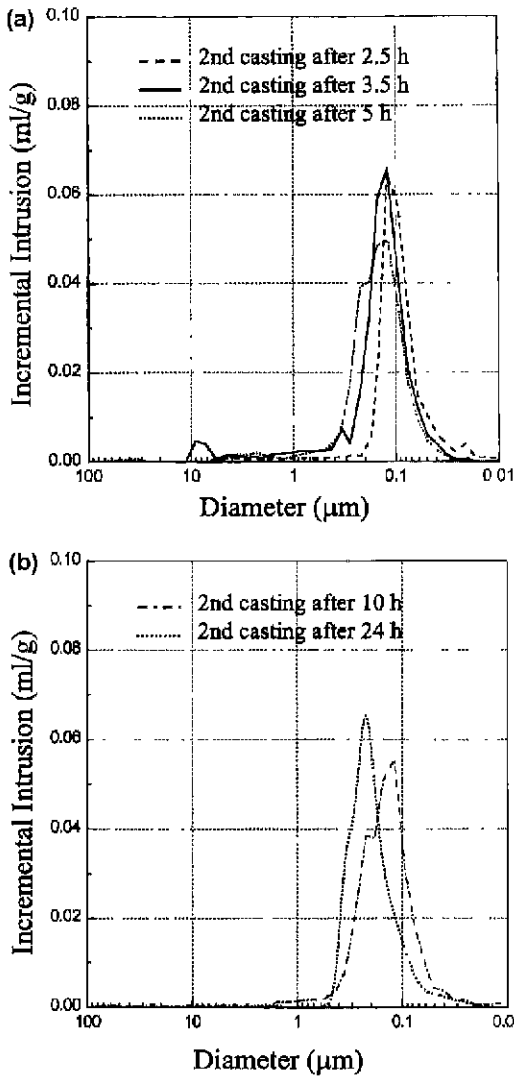 (a)
0.10
2nd casting after 2.5 h
2nd casting after 3.5 h
2nd casting after 5 h
0.08
0.06
0.04
0.02
0.00
Incremental Intrusion (ml/g)
100 10 1 0.1 0 01
Diameter (μm)
(b)
0.10
2nd casting after 10 h
2nd casting after 24 h
0.08
0.06
0.04
0.02
0.00
Incremental Intrusion (ml/g)
100 10 1 0.1 0.0
Diameter (μm)